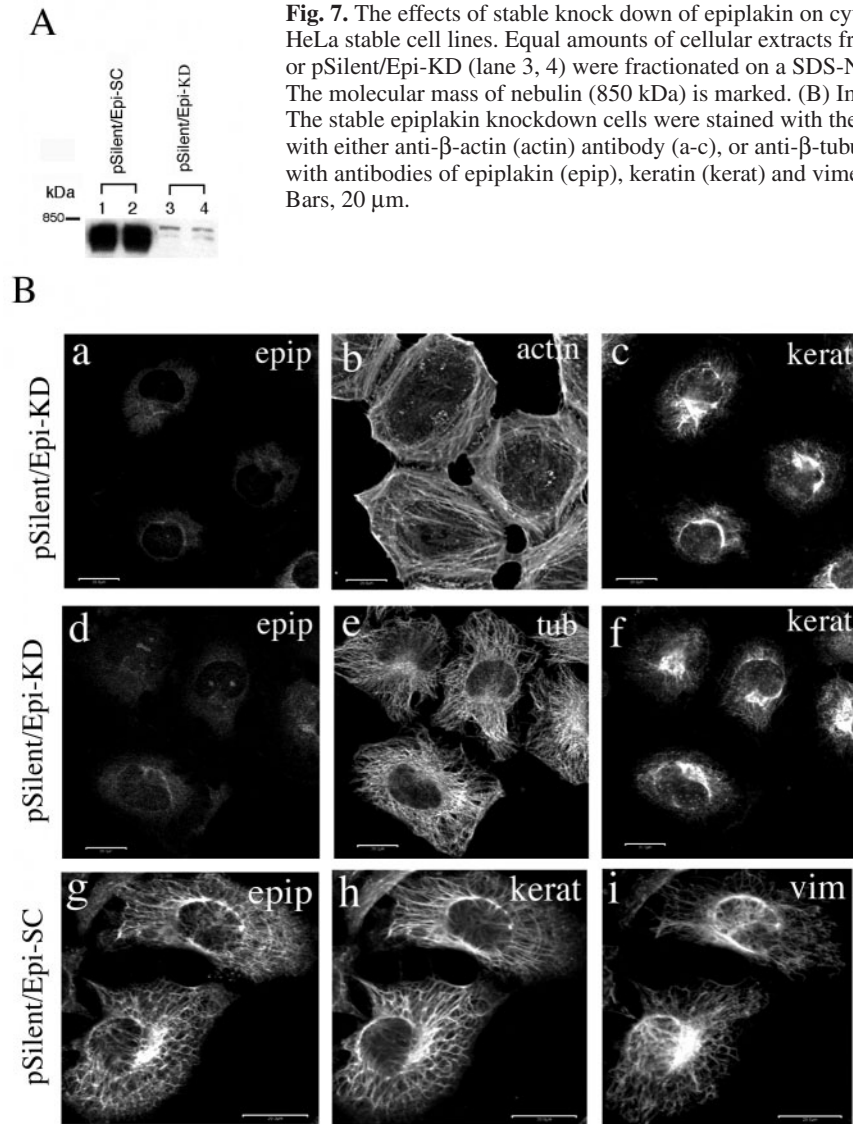 A
Fig. 7. The effects of stable knock down of epiplakin on cy
HeLa stable cell lines. Equal amounts of cellular extracts fr
or pSilent/Epi-KD (lane 3, 4) were fractionated on a SDS-N
The molecular mass of nebulin (850 kDa) is marked. (B) In
The stable epiplakin knockdown cells were stained with the
with either anti-β-actin (actin) antibody (a-c), or anti-β-tubu
with antibodies of epiplakin (epip), keratin (kerat) and vime
Bars, 20 μm.
pSilent/Epi-SC
pSilent/Epi-KD
kDa
1 2 3 4
850
B
pSilent/Epi-KD
a epip
b actin
c kerat
pSilent/Epi-KD
d epip
e tub
f kerat
pSilent/Epi-SC
g epip
h kerat
i vim